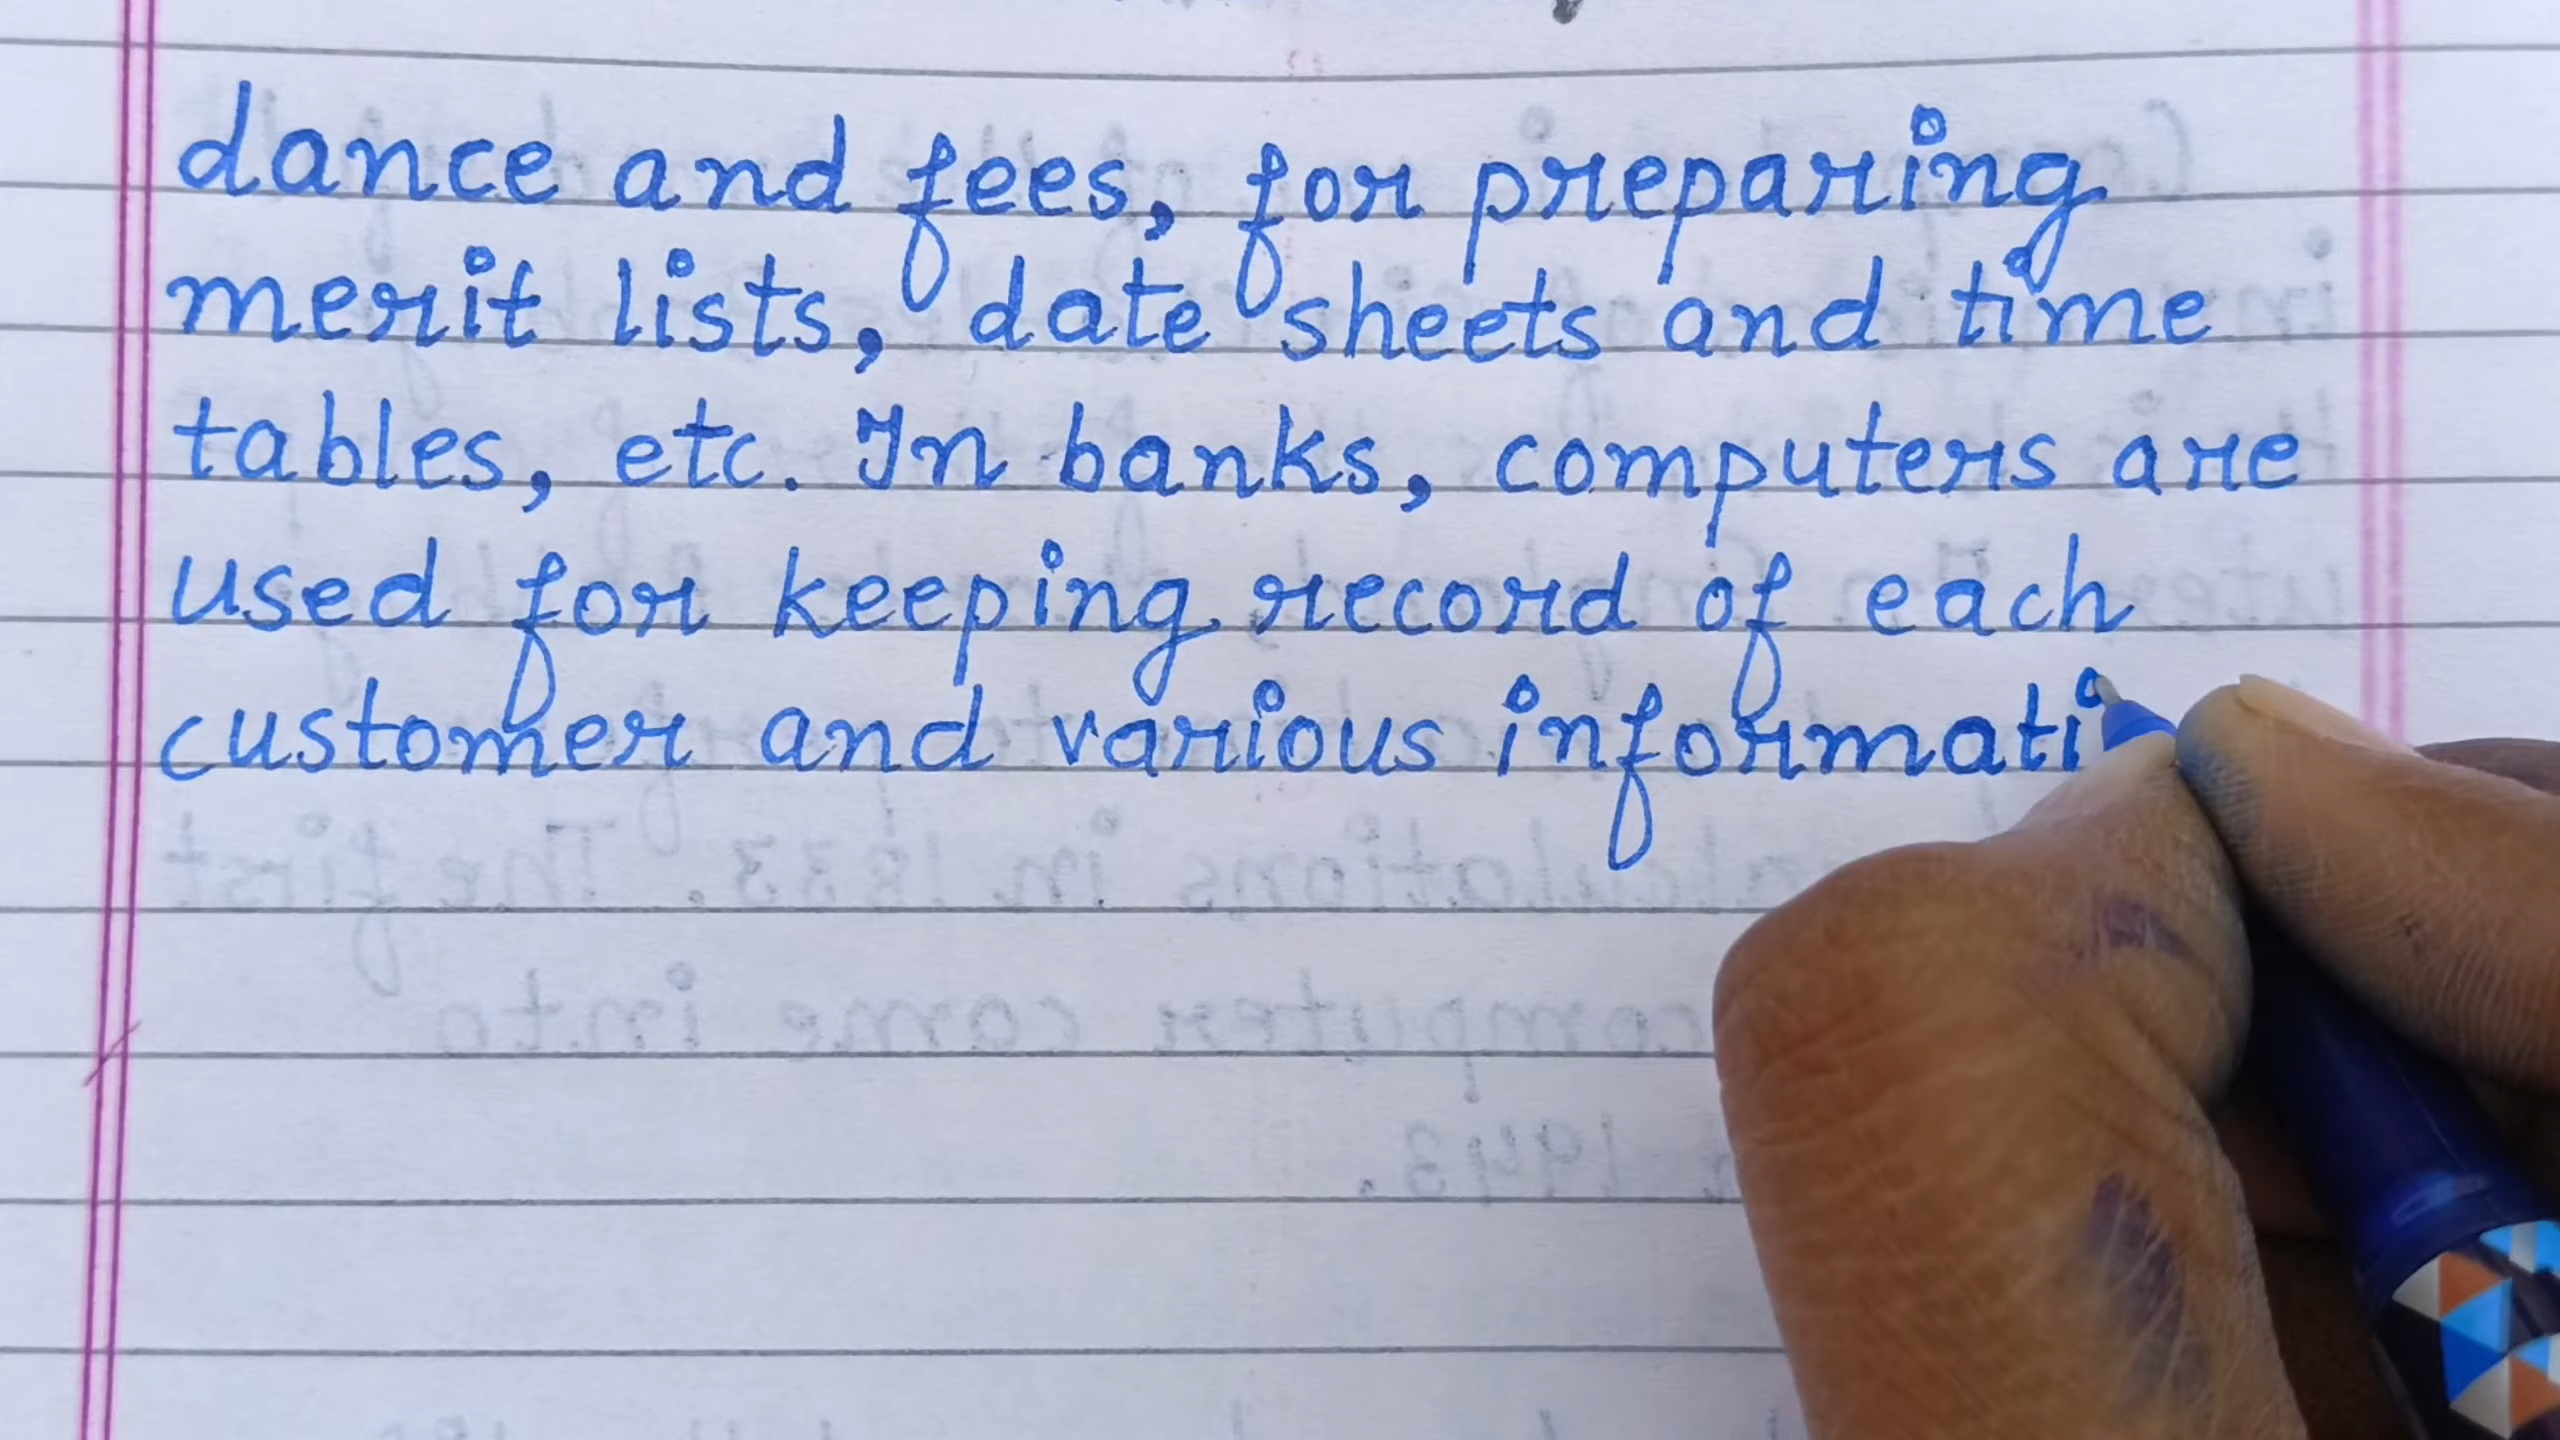 dance and fees, for preparing
merit lists, date sheets and time
tables, etc. In banks, computers are
used for keeping record of each
customer and various informati